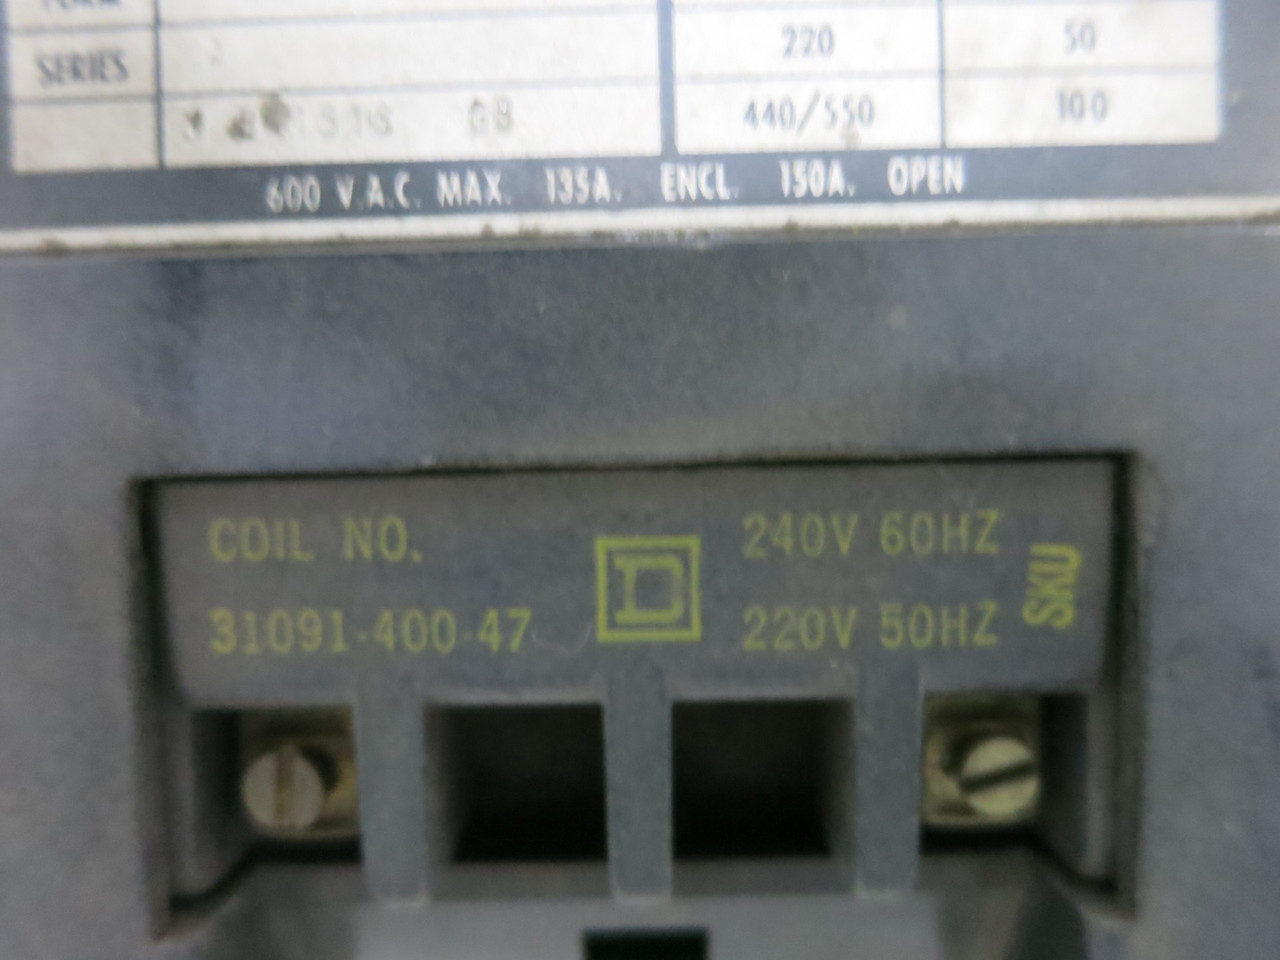 220 50
SERIES
440/550 100
600 V.A.C. MAX. 135A. ENCL. 150A. OPEN
COIL NO. 240V 60HZ
D
SKU
31091-400-47 220V 50HZ